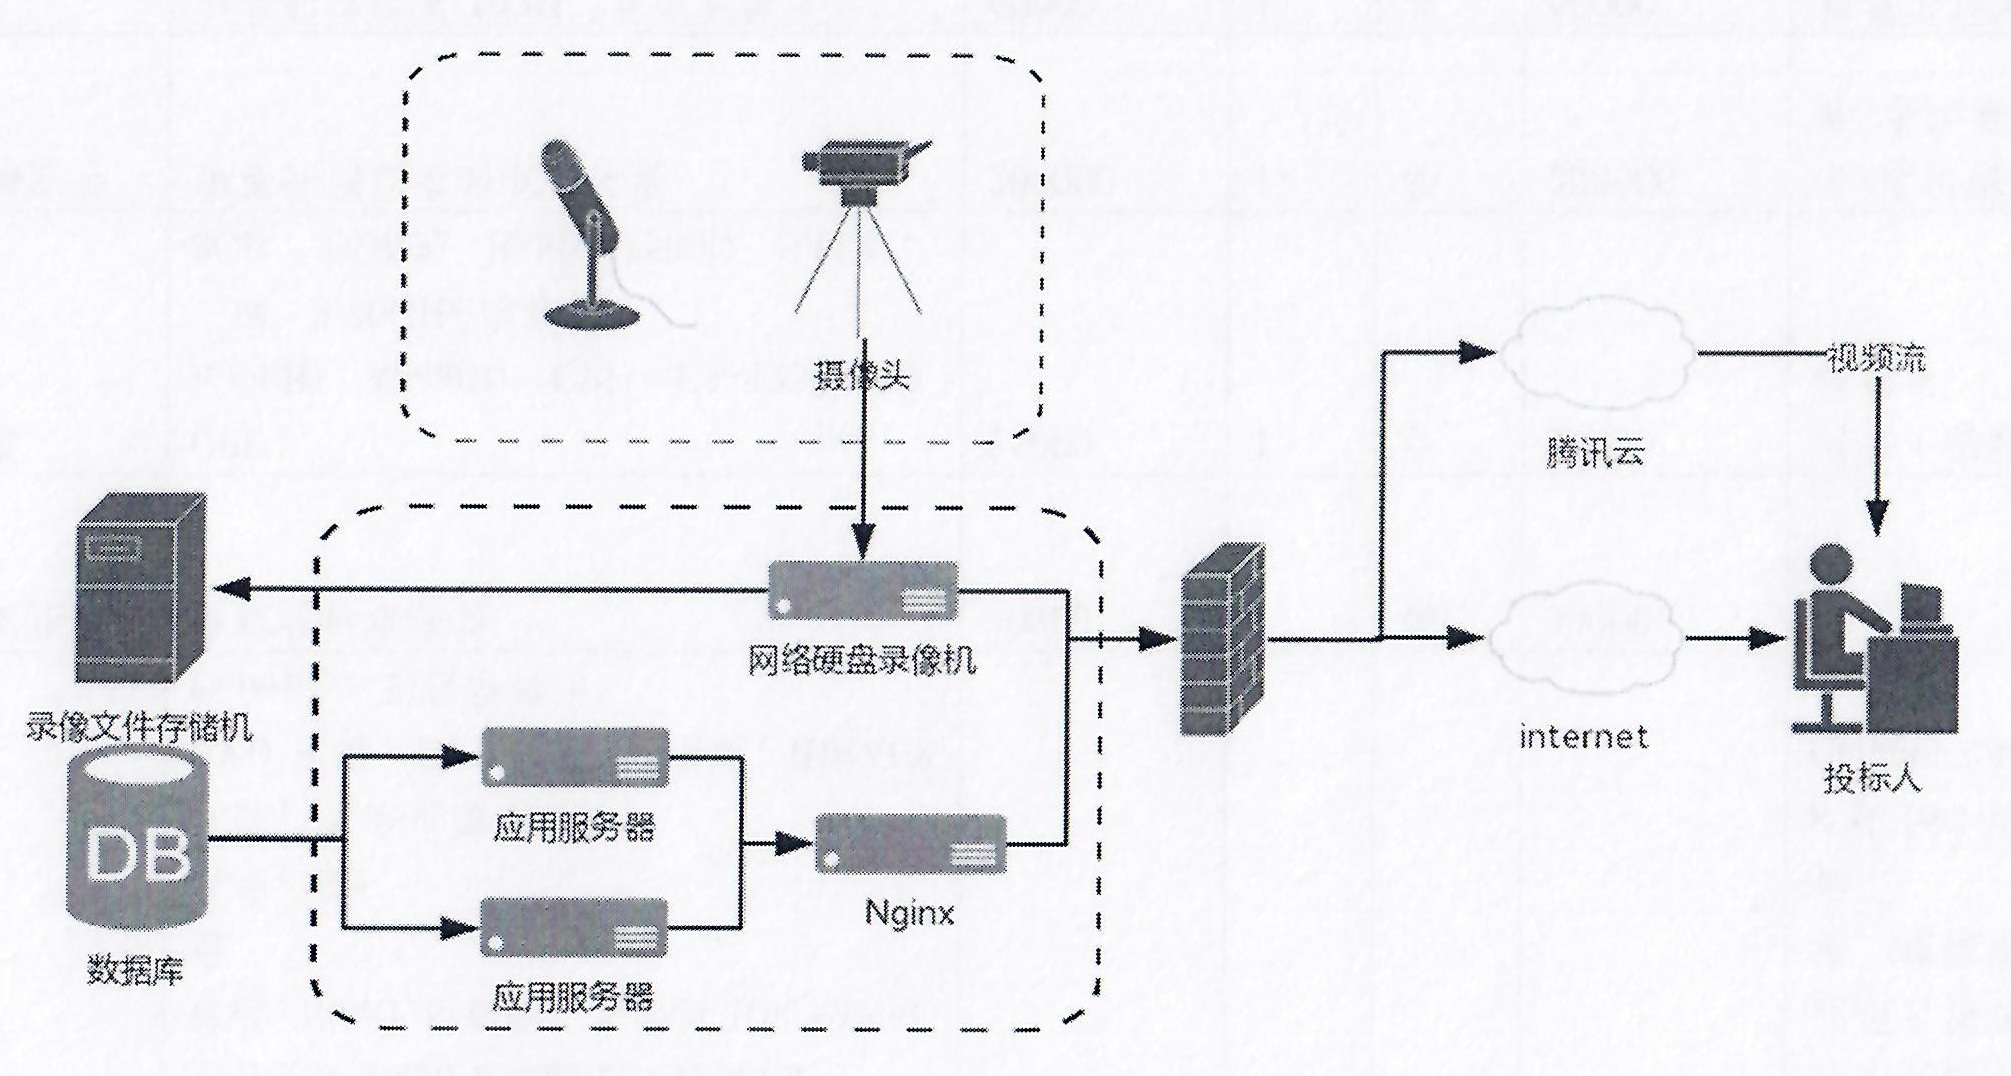 摄像头
视频流
腾讯云
网络硬盘录像机
录像文件存储机
internet
投标人
应用服务器
DB
Nginx
数据库
应用服务器